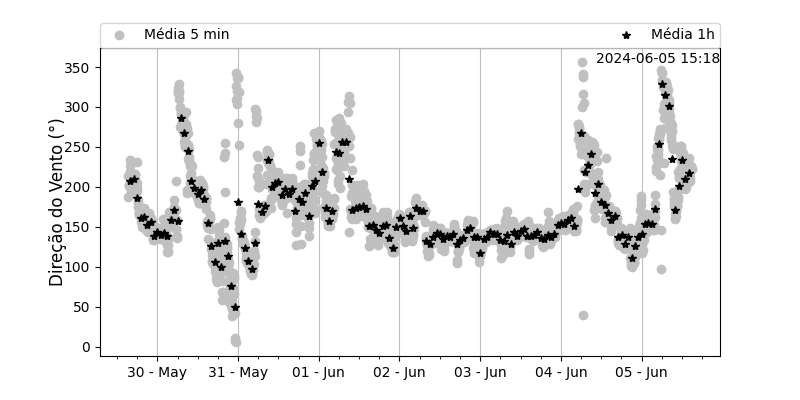 Média 5 min
Média 1h
2024-06-05 15:18
Direção do Vento (°)
350
300
250
200
150
100
50
0
30 - May
31 - May
01 - Jun
02 - Jun
03 - Jun
04 - Jun
05 - Jun